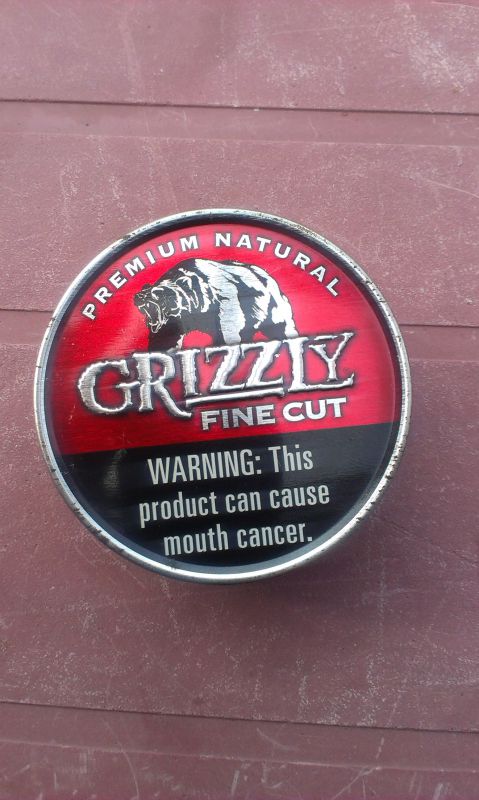 PREMIUM NATURAL
GRIZZLY
FINE CUT
WARNING: This
product can cause
mouth cancer.